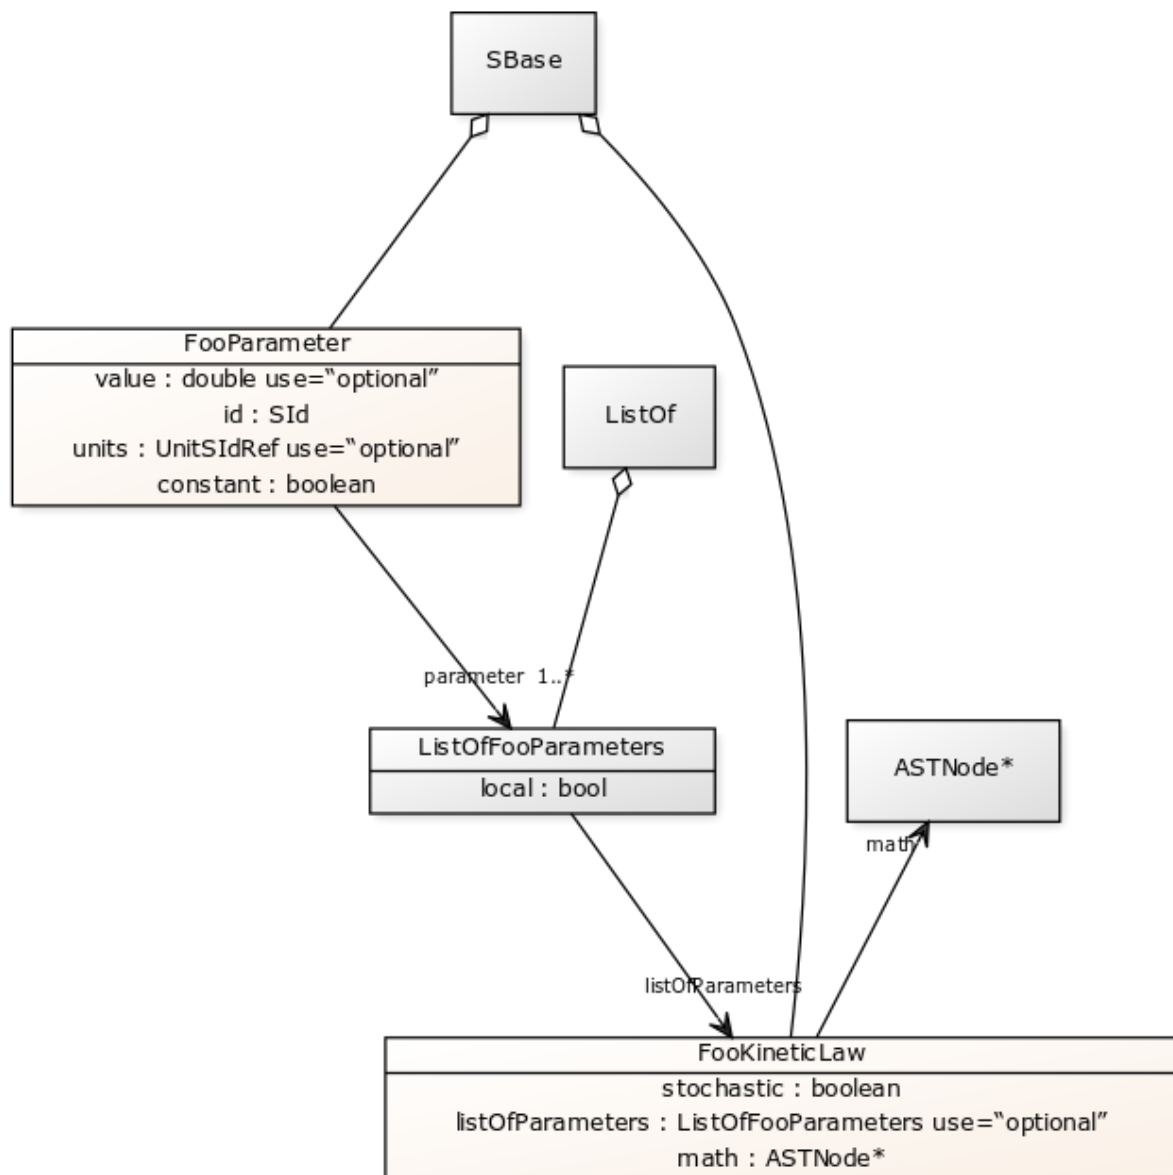 SBase
FooParameter
value : double use=“optional”
id : SId
units : UnitSIdRef use=“optional”
constant : boolean
ListOf
parameter 1..*
ListOfFooParameters
local : bool
ASTNode*
math
listOfParameters
FooKineticLaw
stochastic : boolean
listOfParameters : ListOfFooParameters use=“optional”
math : ASTNode*